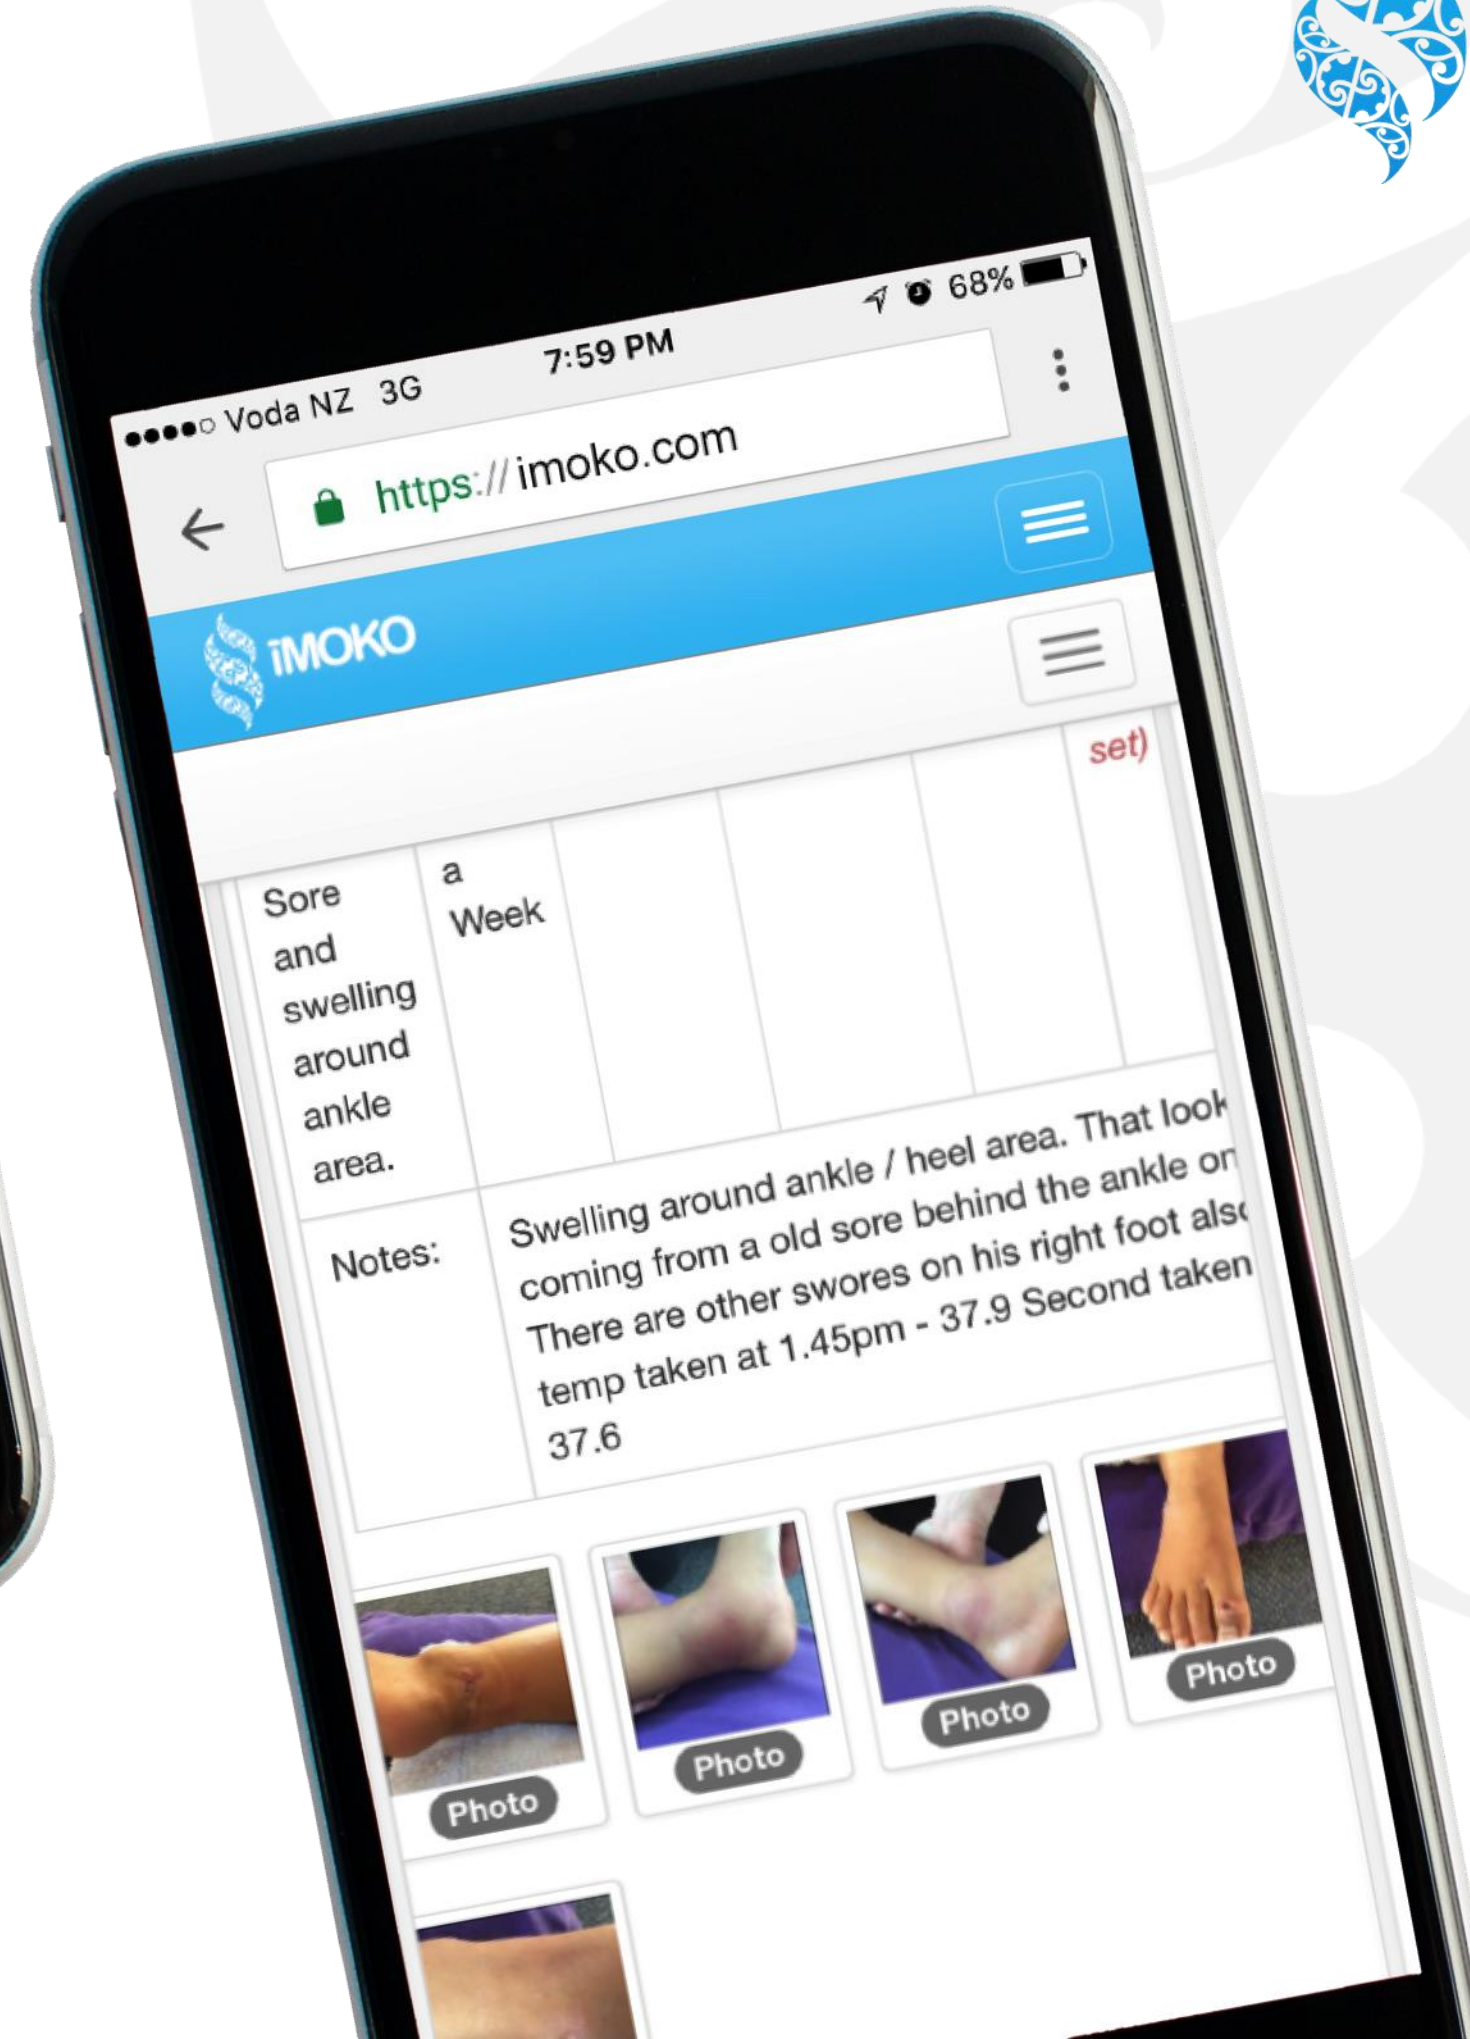 Voda NZ 3G 7:59 PM 68%
https://imoko.com
iMOKO
set)
Sore
and
swelling
around
ankle
area.
a
Week
Notes:
Swelling around ankle / heel area. That look
coming from a old sore behind the ankle on
There are other swores on his right foot also
temp taken at 1.45pm - 37.9 Second taken
37.6
Photo
Photo
Photo
Photo